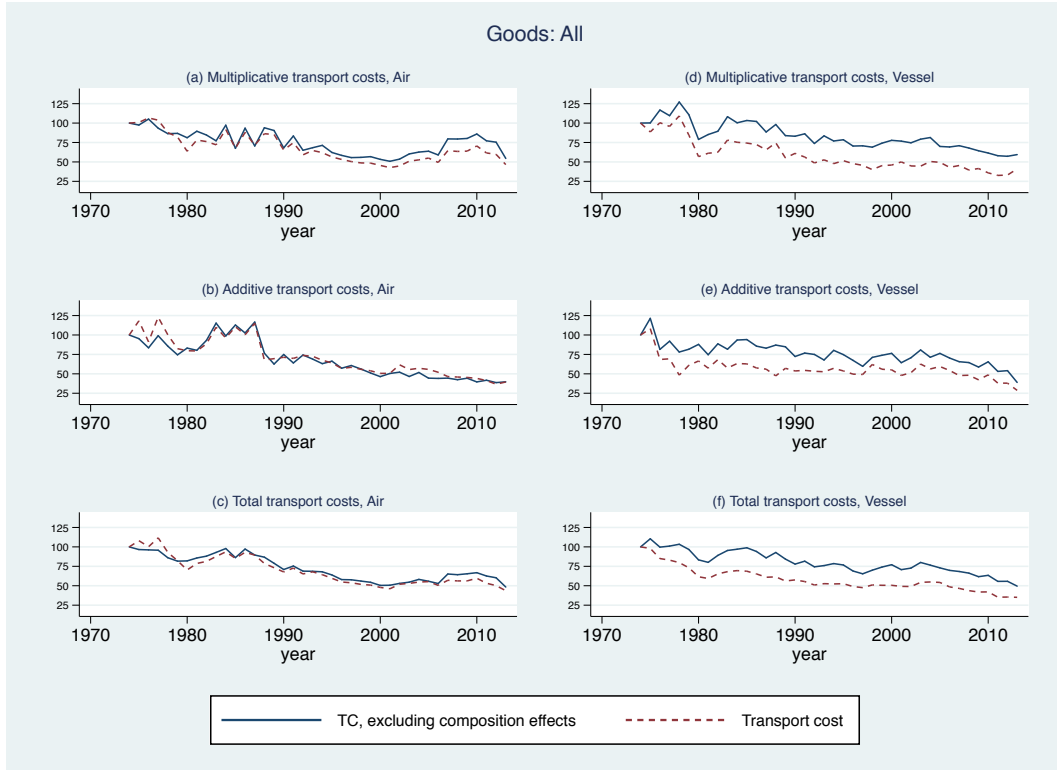 Goods: All
(a) Multiplicative transport costs, Air
125
100
75
50
25
1970 1980 1990 2000 2010
year
(d) Multiplicative transport costs, Vessel
125
100
75
50
25
1970 1980 1990 2000 2010
year
(b) Additive transport costs, Air
125
100
75
50
25
1970 1980 1990 2000 2010
year
(e) Additive transport costs, Vessel
125
100
75
50
25
1970 1980 1990 2000 2010
year
(c) Total transport costs, Air
125
100
75
50
25
1970 1980 1990 2000 2010
year
(f) Total transport costs, Vessel
125
100
75
50
25
1970 1980 1990 2000 2010
year
TC, excluding composition effects
Transport cost